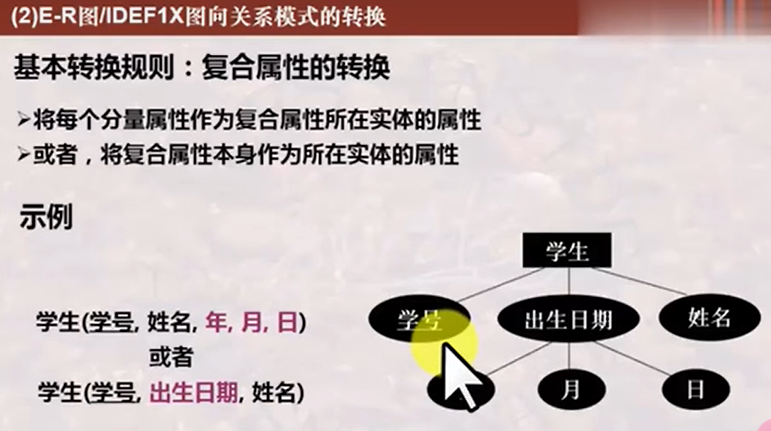 (2)E-R图/IDEF1X图向关系模式的转换
基本转换规则：复合属性的转换
➢将每个分量属性作为复合属性所在实体的属性
➢或者，将复合属性本身作为所在实体的属性
示例
学生
学号 出生日期 姓名
月 日
学生(学号, 姓名, 年, 月, 日)
或者
学生(学号, 出生日期, 姓名)